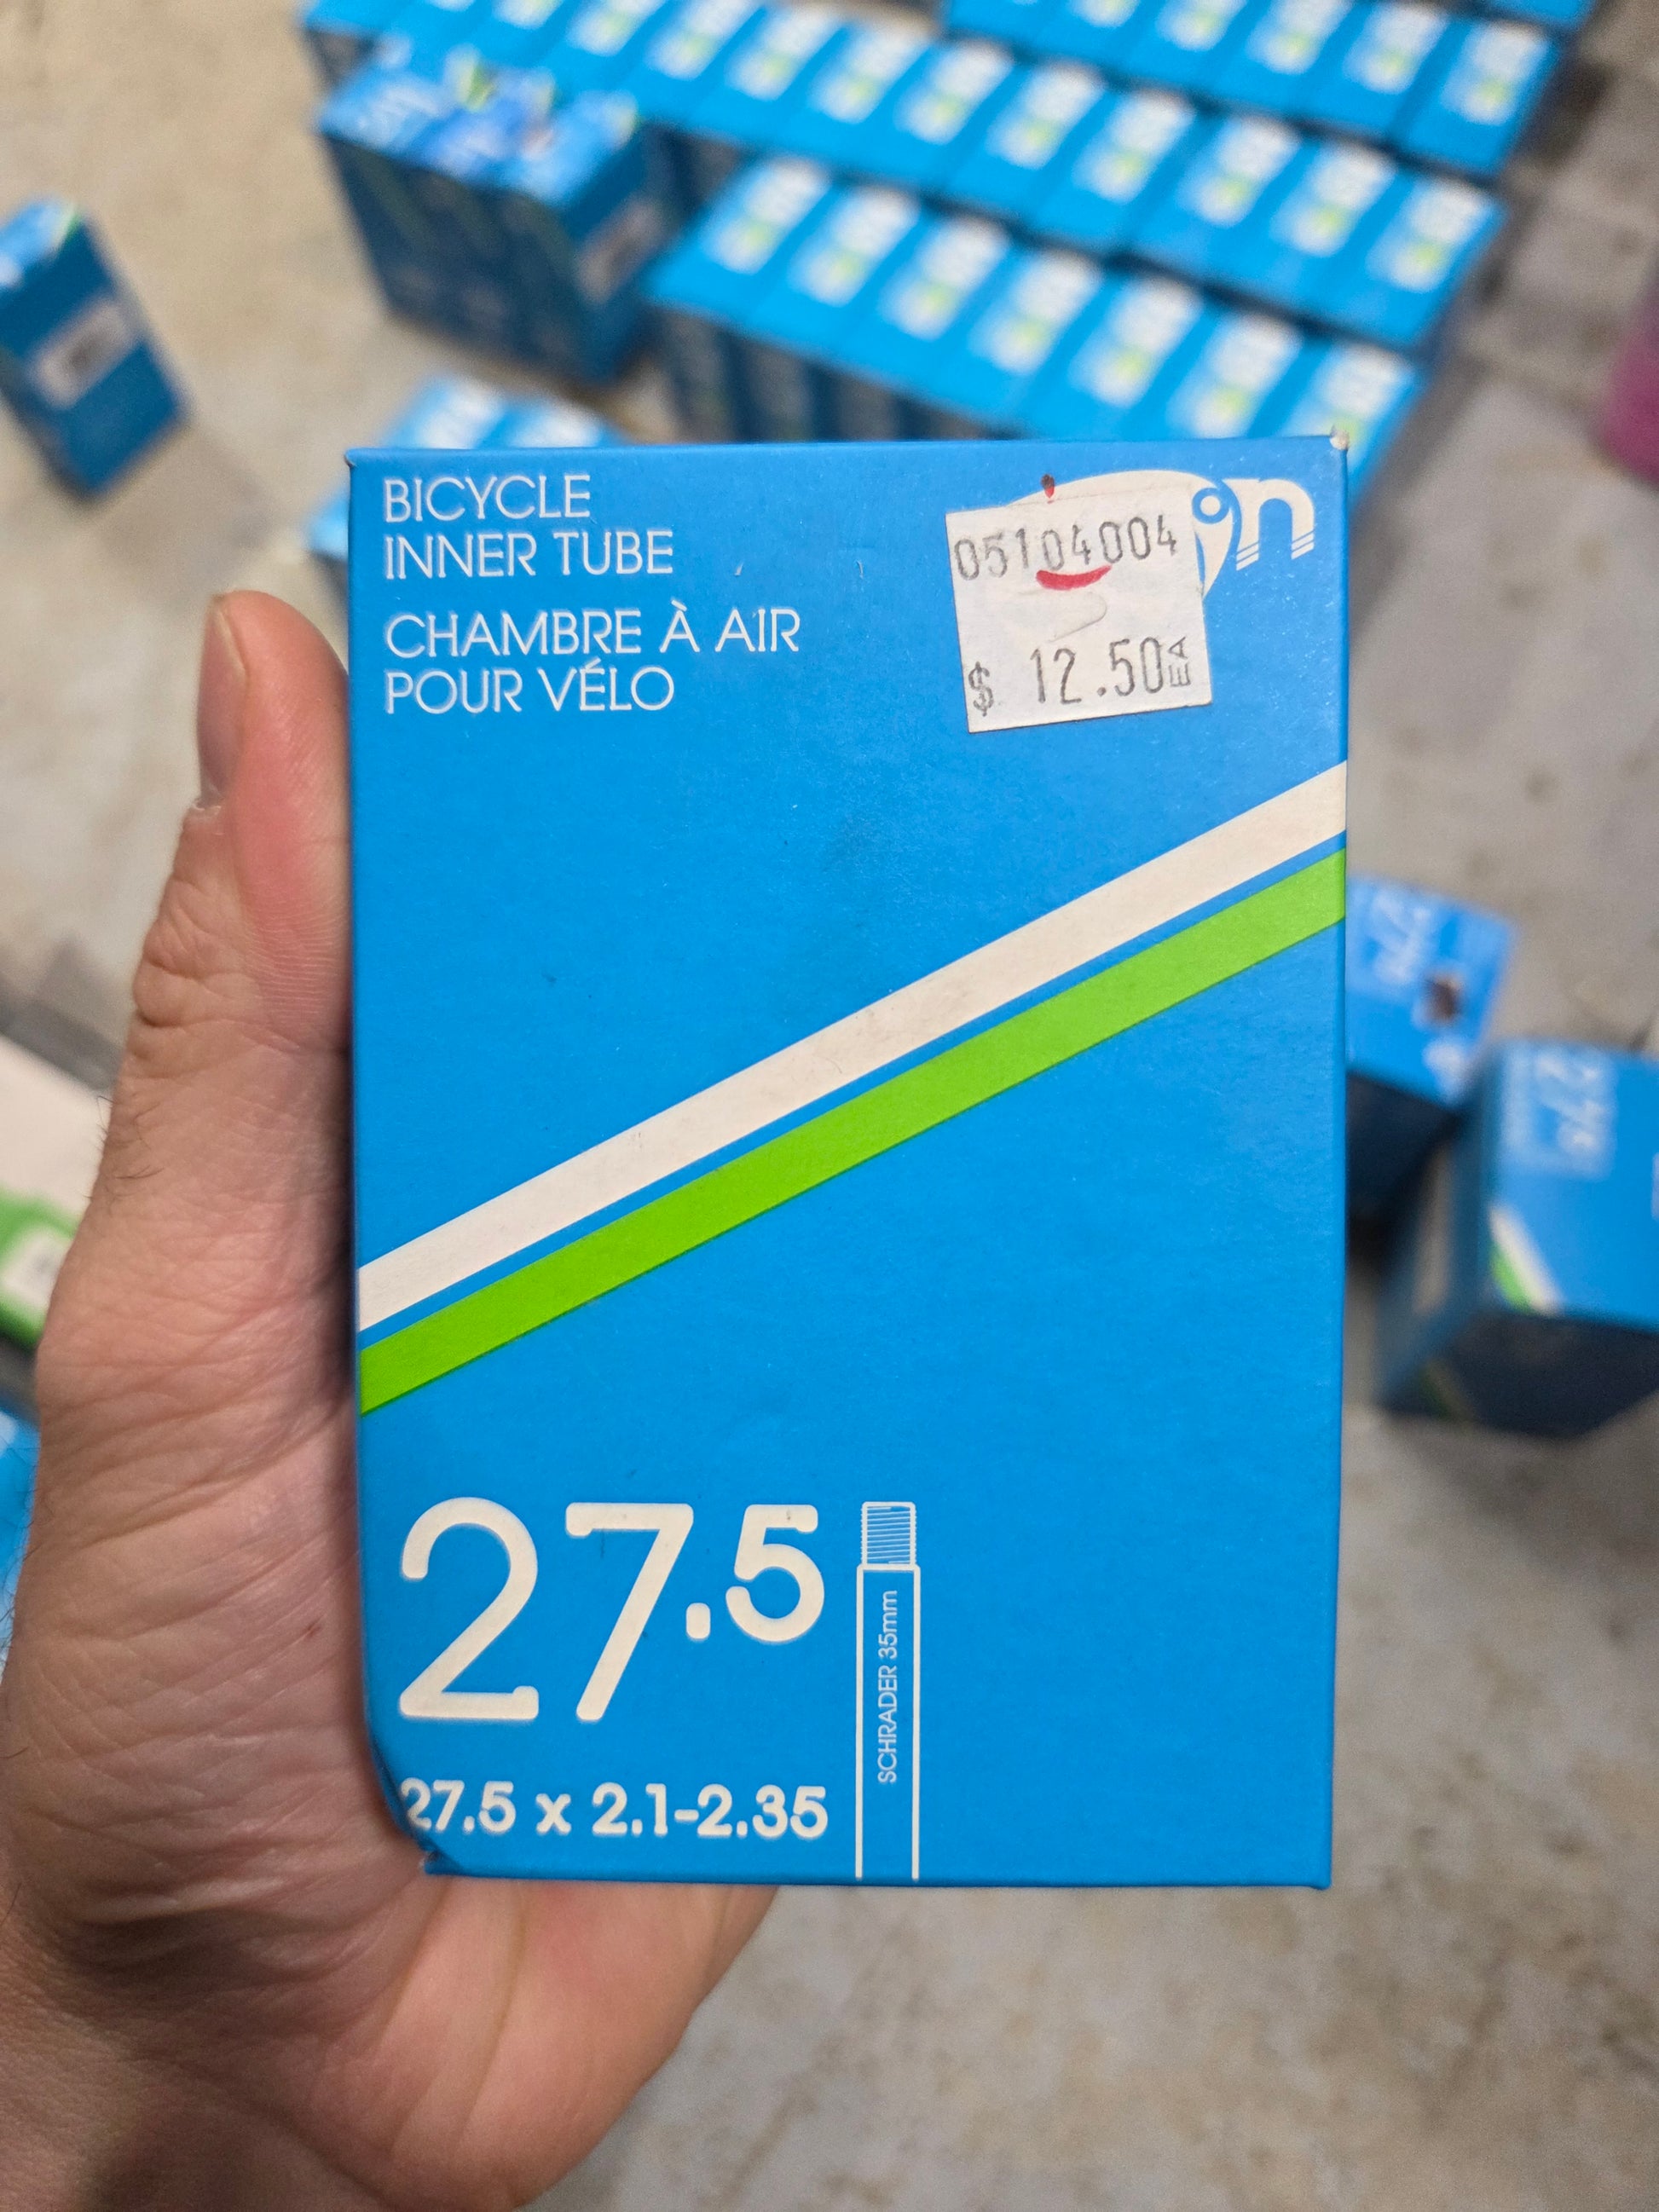 BICYCLE
INNER TUBE
CHAMBRE À AIR
POUR VÉLO
05104004
$ 12.50 EA
27.5
SCHRADER 35mm
27.5 x 2.1-2.35